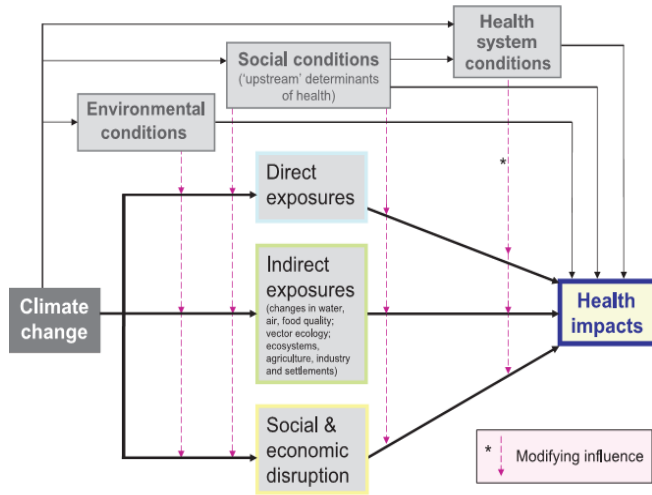 Health
system
conditions
Social conditions
('upstream' determinants
of health)
Environmental
conditions
Direct
exposures
*
Indirect
exposures
(changes in water,
air, food quality;
vector ecology;
ecosystems,
agriculture, industry
and settlements)
Climate
change
Health
impacts
Social &
economic
disruption
* Modifying influence